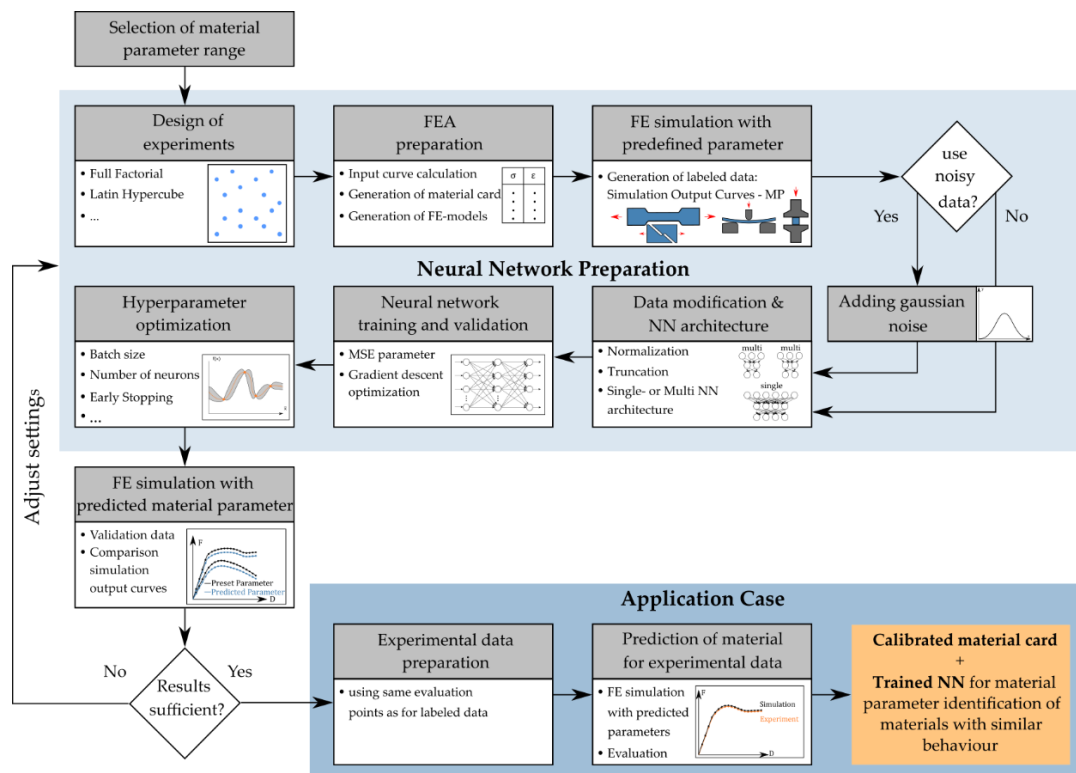 Selection of material
parameter range
Design of
experiments
• Full Factorial
• Latin Hypercube
• ...
FEA
preparation
• Input curve calculation
• Generation of material card
• Generation of FE-models
σ ε
FE simulation with
predefined parameter
• Generation of labeled data:
Simulation Output Curves - MP
use
noisy
data?
Yes
No
Neural Network Preparation
Hyperparameter
optimization
• Batch size
• Number of neurons
• Early Stopping
• ...
Neural network
training and validation
• MSE parameter
• Gradient descent
optimization
Data modification &
NN architecture
• Normalization
• Truncation
• Single- or Multi NN
architecture
multi multi
single
Adding gaussian
noise
Adjust settings
FE simulation with
predicted material parameter
• Validation data
• Comparison
simulation
output curves
F
Preset Parameter
Predicted Parameter
D
No
Yes
Results
sufficient?
Application Case
Experimental data
preparation
• using same evaluation
points as for labeled data
Prediction of material
for experimental data
• FE simulation
with predicted
parameters
• Evaluation
F
Simulation
Experiment
D
Calibrated material card
+
Trained NN for material
parameter identification of
materials with similar
behaviour